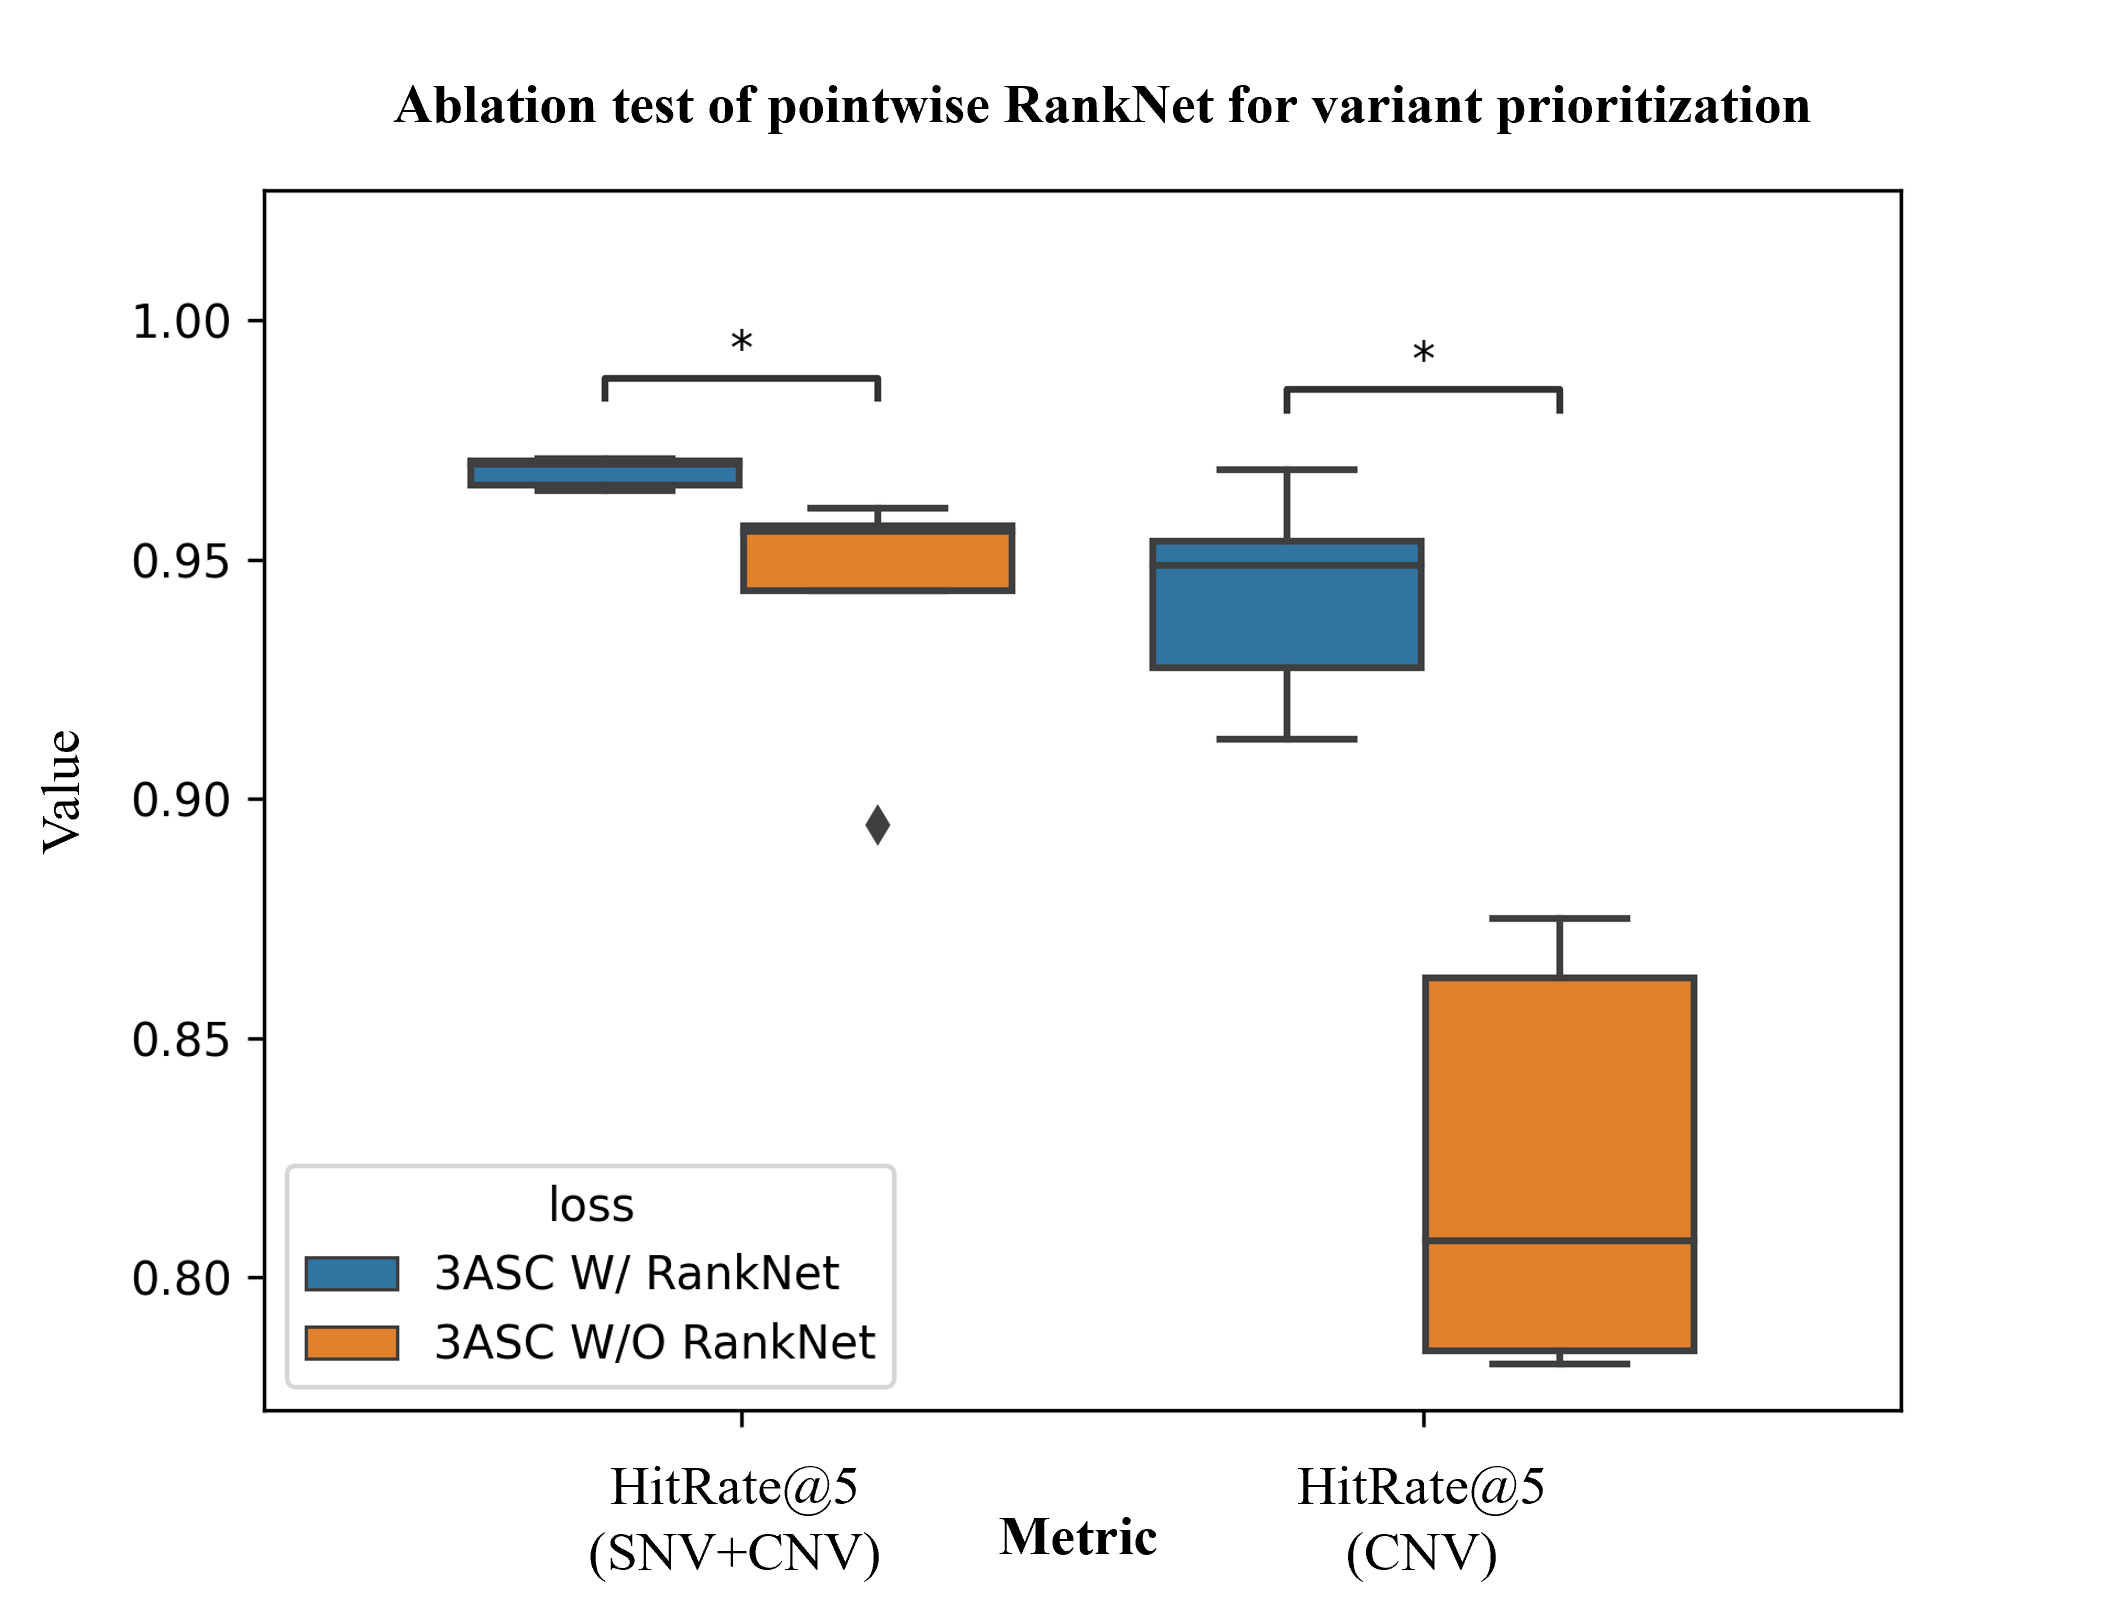 Ablation test of pointwise RankNet for variant prioritization
1.00
0.95
0.90
0.85
0.80
Value
*
*
loss
3ASC W/ RankNet
3ASC W/O RankNet
HitRate@5
(SNV+CNV)
HitRate@5
(CNV)
Metric